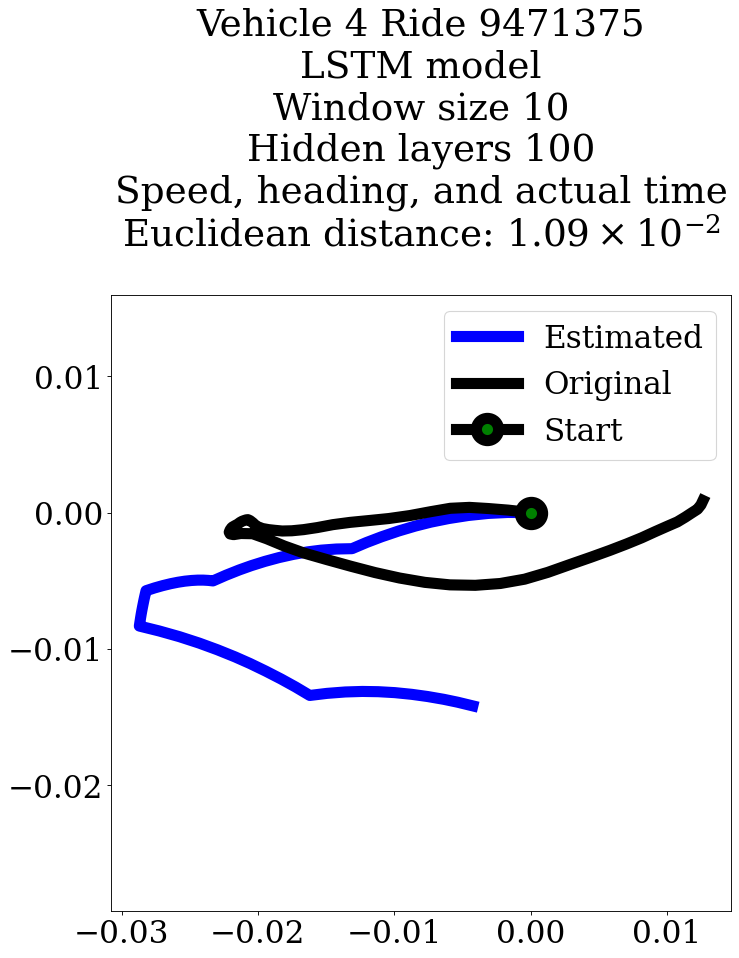 Vehicle 4 Ride 9471375
LSTM model
Window size 10
Hidden layers 100
Speed, heading, and actual time
Euclidean distance: 1.09 × 10⁻²
Estimated
Original
Start
0.01
0.00
−0.01
−0.02
−0.03 −0.02 −0.01 0.00 0.01